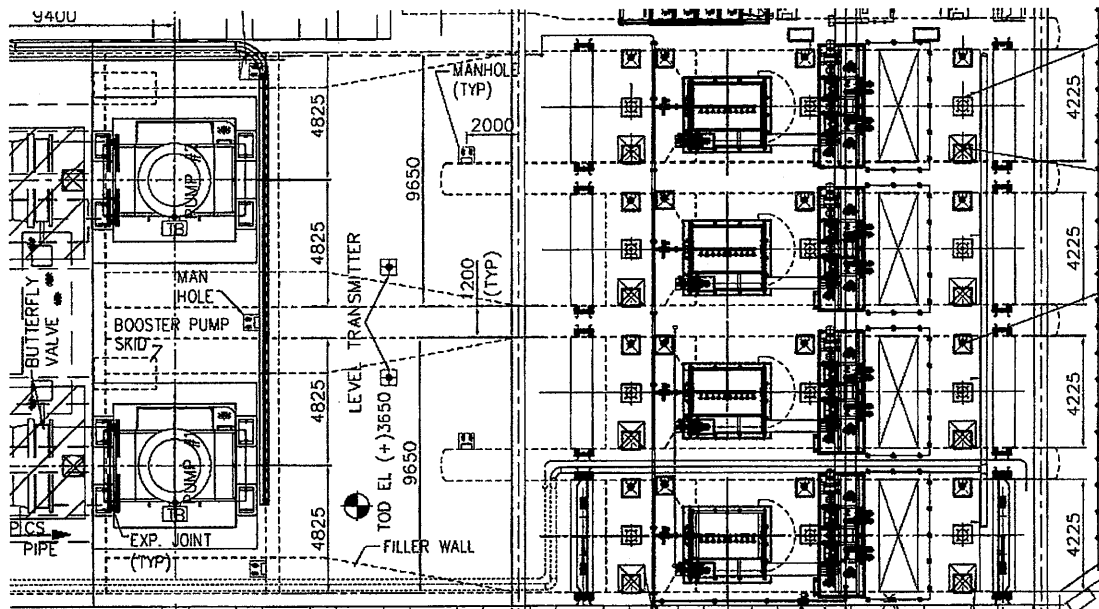 9400
MANHOLE
(TYP)
2000
4825
4225
9650
PUMP #2
TB
4825
4225
MAN
HOLE
LEVEL TRANSMITTER
1200
(TYP)
BUTTERFLY
VALVE
BOOSTER PUMP
SKID
4825
4225
TOD EL (+)3650
9650
PUMP #1
TB
4825
4225
PICS
PIPE
EXP. JOINT
(TYP)
FILLER WALL